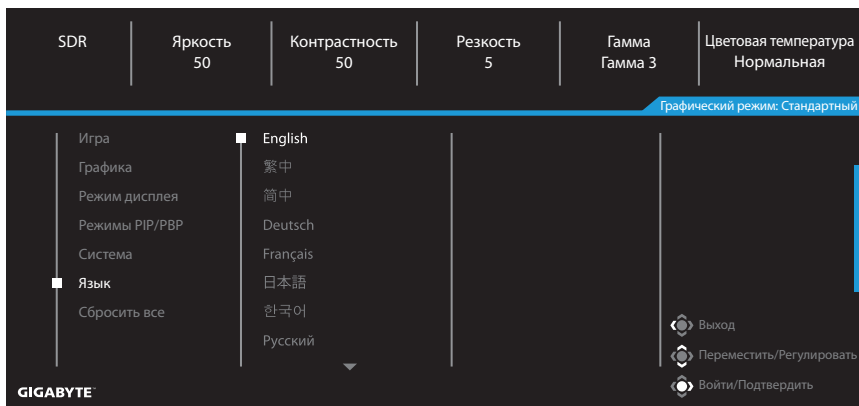 SDR
Яркость
50
Контрастность
50
Резкость
5
Гамма
Гамма 3
Цветовая температура
Нормальная
Графический режим: Стандартный
Игра
Графика
Режим дисплея
Режимы PIP/PBP
Система
Язык
Сбросить все
English
繁中
简中
Deutsch
Français
日本語
한국어
Русский
Выход
Переместить/Регулировать
Войти/Подтвердить
GIGABYTE™